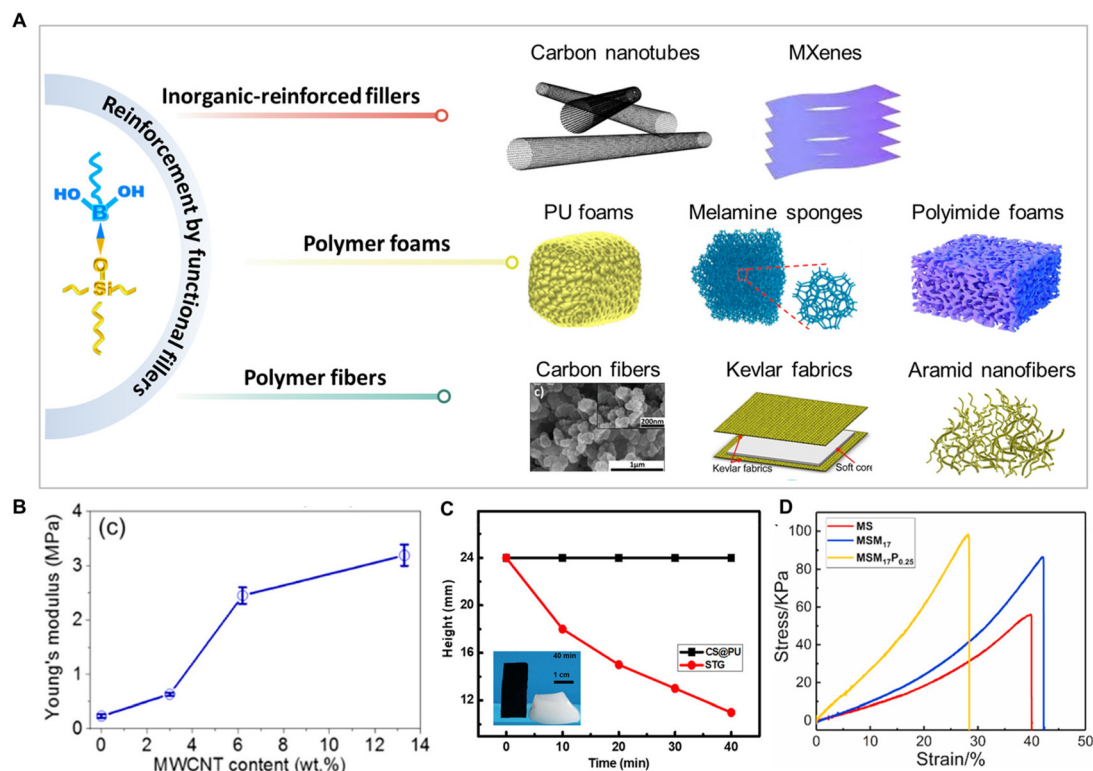 A
Reinforcement by functional fillers
HO
OH
B
O
Si
Inorganic-reinforced fillers
Carbon nanotubes
MXenes
Polymer foams
PU foams
Melamine sponges
Polyimide foams
Polymer fibers
Carbon fibers
Kevlar fabrics
Aramid nanofibers
c)
200nm
1μm
Kevlar fabrics
Soft core
B
(c)
Young's modulus (MPa)
4
3
2
1
0
0 2 4 6 8 10 12 14
MWCNT content (wt.%)
C
Height (mm)
27
24
21
18
15
12
CS@PU
STG
40 min
1 cm
0 10 20 30 40
Time (min)
D
Stress/KPa
100
80
60
40
20
0
MS
MSM17
MSM17P0.25
0 10 20 30 40 50
Strain/%